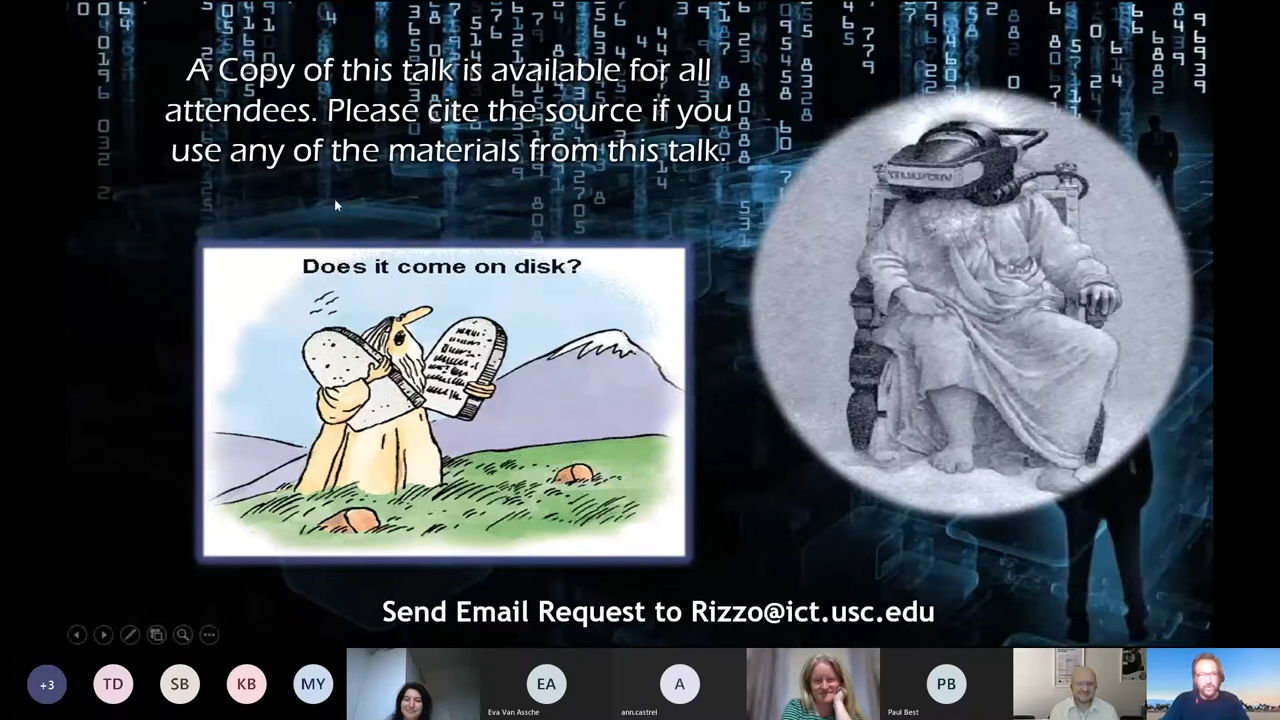 A Copy of this talk is available for all
attendees. Please cite the source if you
use any of the materials from this talk.
Does it come on disk?
Send Email Request to Rizzo@ict.usc.edu
+3
TD
SB
KB
MY
EA
Eva Van Assche
A
ann.castrel
PB
Paul Best